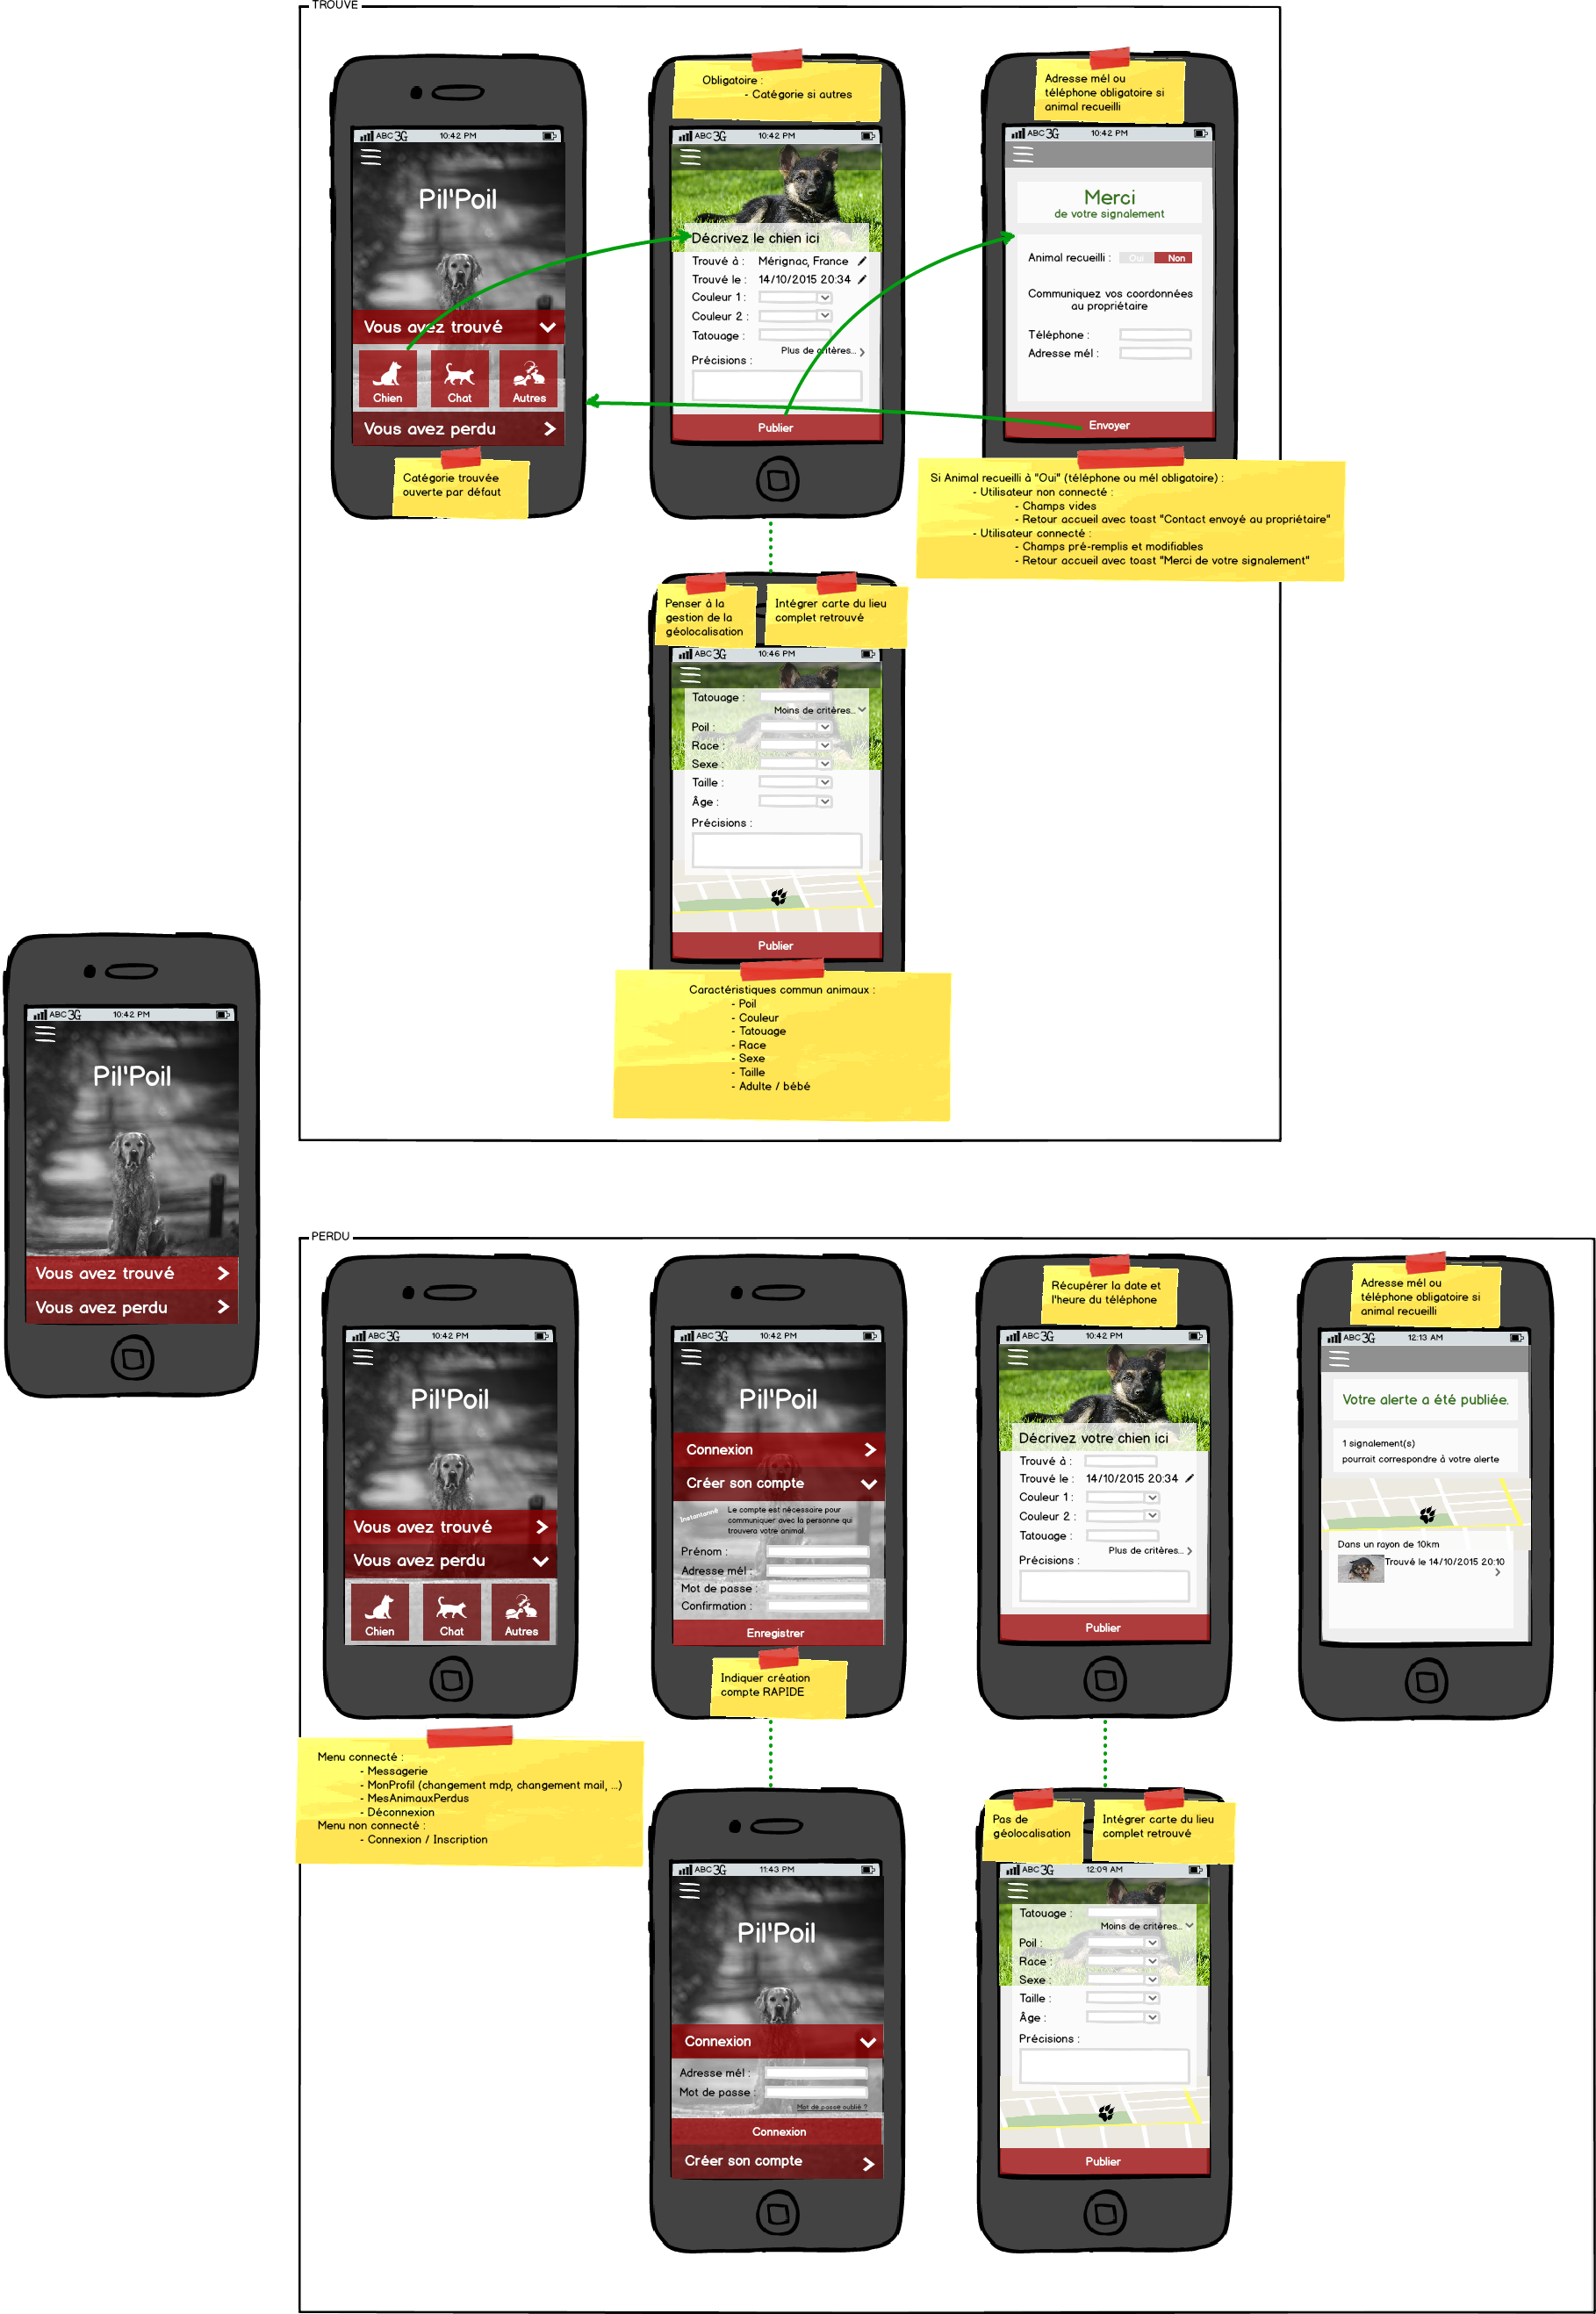 TROUVE
ABC 3G 10:42 PM
Pil'Poil
Vous avez trouvé
Chien
Chat
Autres
Vous avez perdu
Catégorie trouvée
ouverte par défaut
Obligatoire :
- Catégorie si autres
ABC 3G 10:42 PM
Décrivez le chien ici
Trouvé à : Mérignac, France
Trouvé le : 14/10/2015 20:34
Couleur 1 :
Couleur 2 :
Tatouage :
Plus de critères...
Précisions :
Publier
Adresse mél ou
téléphone obligatoire si
animal recueilli
ABC 3G 10:42 PM
Merci
de votre signalement
Animal recueilli : Oui Non
Communiquez vos coordonnées
au propriétaire
Téléphone :
Adresse mél :
Envoyer
Si Animal recueilli à "Oui" (téléphone ou mél obligatoire) :
- Utilisateur non connecté :
- Champs vides
- Retour accueil avec toast "Contact envoyé au propriétaire"
- Utilisateur connecté :
- Champs pré-remplis et modifiables
- Retour accueil avec toast "Merci de votre signalement"
Penser à la
gestion de la
géolocalisation
Intégrer carte du lieu
complet retrouvé
ABC 3G 10:46 PM
Tatouage :
Moins de critères...
Poil :
Race :
Sexe :
Taille :
Âge :
Précisions :
Publier
Caractéristiques commun animaux :
- Poil
- Couleur
- Tatouage
- Race
- Sexe
- Taille
- Adulte / bébé
ABC 3G 10:42 PM
Pil'Poil
Vous avez trouvé
Vous avez perdu
PERDU
ABC 3G 10:42 PM
Pil'Poil
Vous avez trouvé
Vous avez perdu
Chien
Chat
Autres
Menu connecté :
- Messagerie
- MonProfil (changement mdp, changement mail, ...)
- MesAnimauxPerdus
- Déconnexion
Menu non connecté :
- Connexion / Inscription
ABC 3G 10:42 PM
Pil'Poil
Connexion
Créer son compte
Instantanné
Le compte est nécessaire pour
communiquer avec la personne qui
trouvera votre animal.
Prénom :
Adresse mél :
Mot de passe :
Confirmation :
Enregistrer
Indiquer création
compte RAPIDE
Récupérer la date et
l'heure du téléphone
ABC 3G 10:42 PM
Décrivez votre chien ici
Trouvé à :
Trouvé le : 14/10/2015 20:34
Couleur 1 :
Couleur 2 :
Tatouage :
Plus de critères...
Précisions :
Publier
Adresse mél ou
téléphone obligatoire si
animal recueilli
ABC 3G 12:13 AM
Votre alerte a été publiée.
1 signalement(s)
pourrait correspondre à votre alerte
Dans un rayon de 10km
Trouvé le 14/10/2015 20:10
ABC 3G 11:43 PM
Pil'Poil
Connexion
Adresse mél :
Mot de passe :
Mot de passe oublié ?
Connexion
Créer son compte
Pas de
géolocalisation
Intégrer carte du lieu
complet retrouvé
ABC 3G 12:09 AM
Tatouage :
Moins de critères...
Poil :
Race :
Sexe :
Taille :
Âge :
Précisions :
Publier